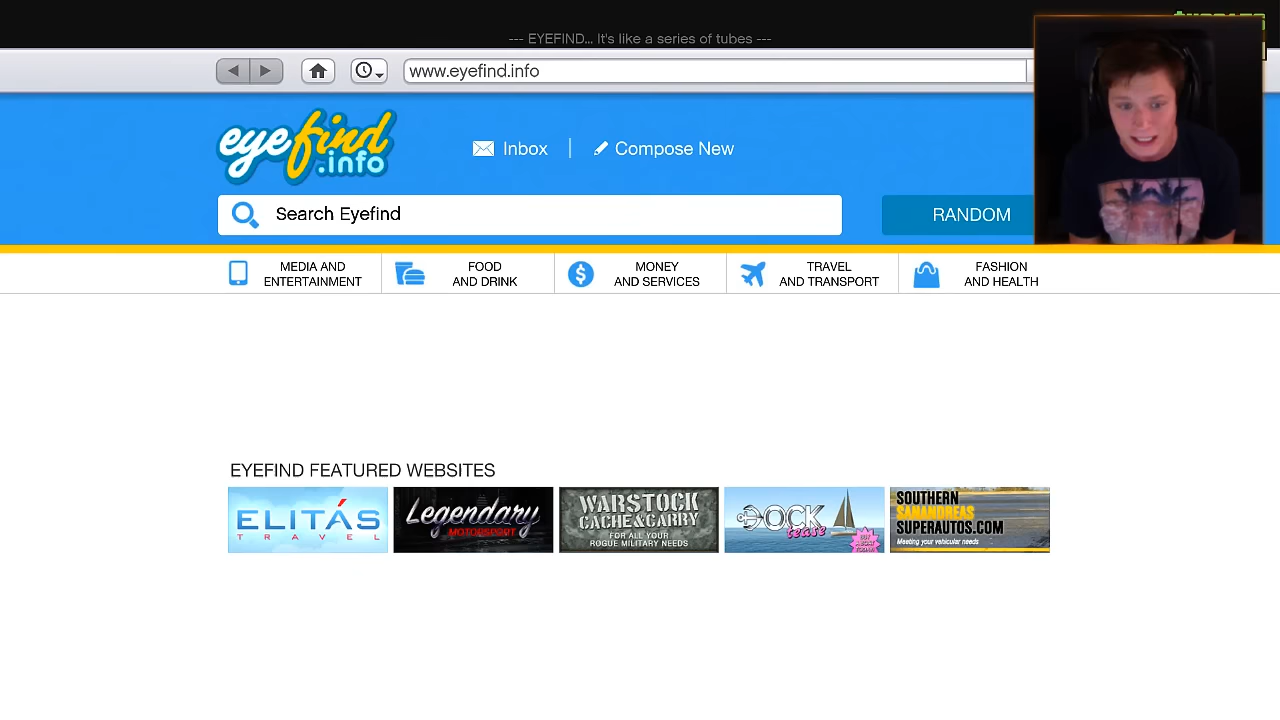 --- EYEFIND... It's like a series of tubes ---
www.eyefind.info
eyefind
.info
Inbox
Compose New
Search Eyefind
RANDOM
MEDIA AND
ENTERTAINMENT
FOOD
AND DRINK
MONEY
AND SERVICES
TRAVEL
AND TRANSPORT
FASHION
AND HEALTH
EYEFIND FEATURED WEBSITES
ELITÁS
TRAVEL
Legendary
MOTORSPORT
WARSTOCK
CACHE&CARRY
FOR ALL YOUR
ROGUE MILITARY NEEDS
DOCK
tease
SOUTHERN
SAN ANDREAS
SUPERAUTOS.COM
Meeting your vehicular needs